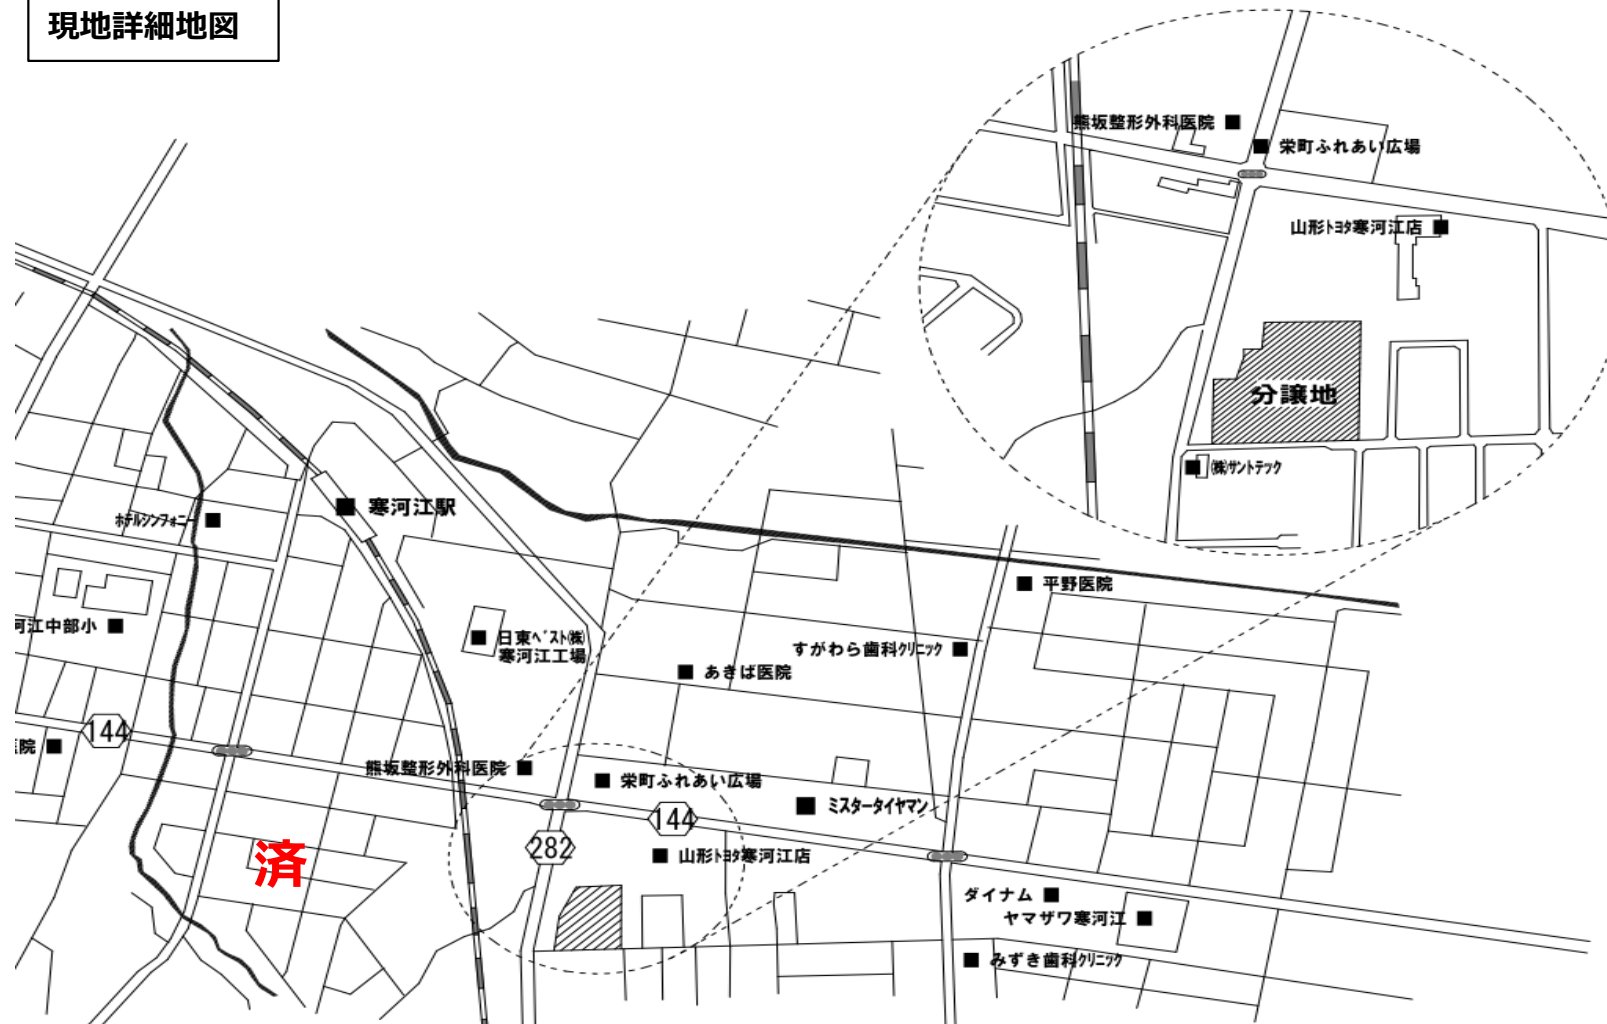 現地詳細地図
熊坂整形外科医院
栄町ふれあい広場
山形トヨタ寒河江店
分譲地
㈱サントテック
寒河江駅
ホテルシンフォニー
平野医院
河江中部小
日東ベスト㈱
寒河江工場
すがわら歯科クリニック
あきば医院
144
医院
熊坂整形外科医院
栄町ふれあい広場
144
ミスタータイヤマン
282
山形トヨタ寒河江店
済
ダイナム
ヤマザワ寒河江
みずき歯科クリニック